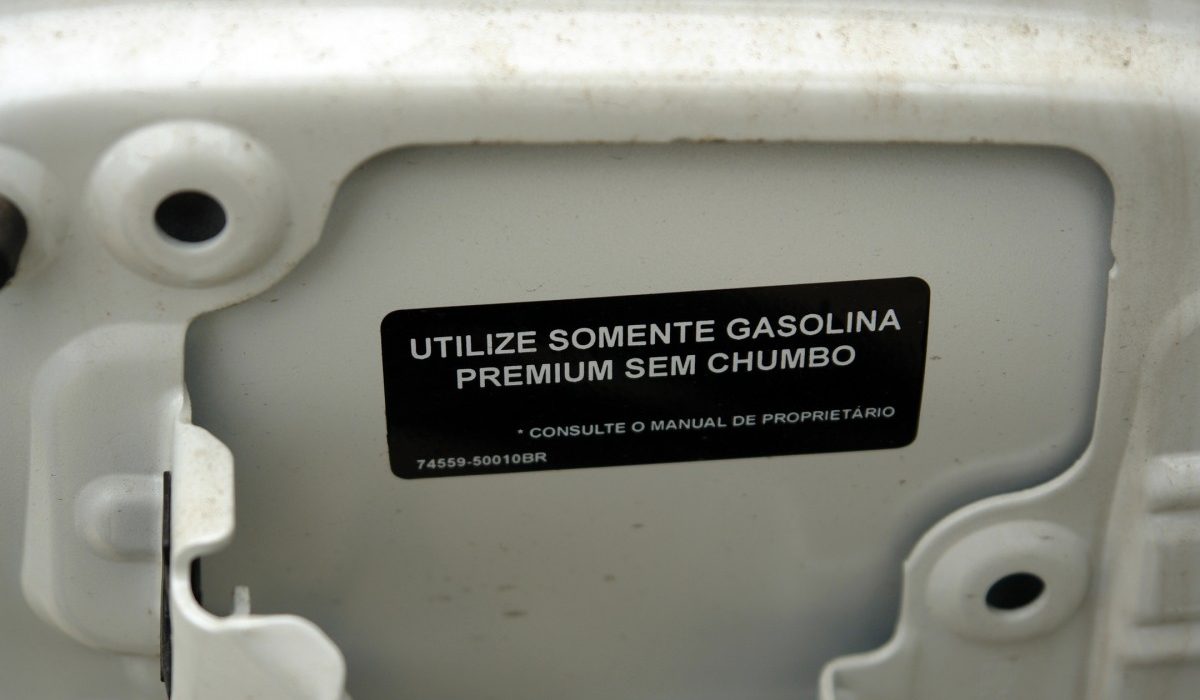 UTILIZE SOMENTE GASOLINA
PREMIUM SEM CHUMBO
* CONSULTE O MANUAL DE PROPRIETÁRIO
74559-50010BR